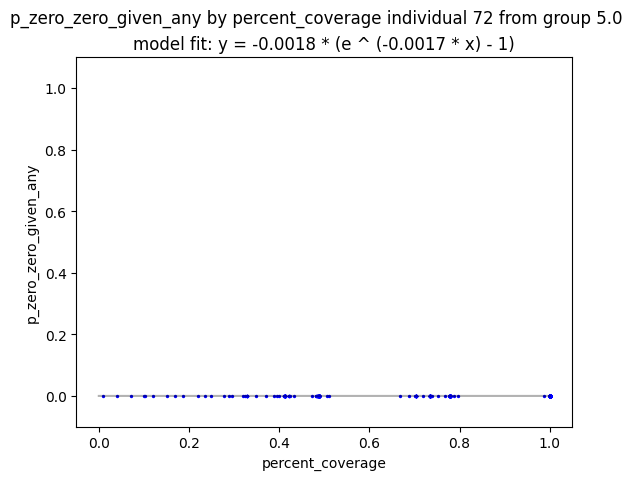 p_zero_zero_given_any by percent_coverage individual 72 from group 5.0
model fit: y = -0.0018 * (e ^ (-0.0017 * x) - 1)
1.0
0.8
0.6
0.4
0.2
0.0
p_zero_zero_given_any
0.0 0.2 0.4 0.6 0.8 1.0
percent_coverage